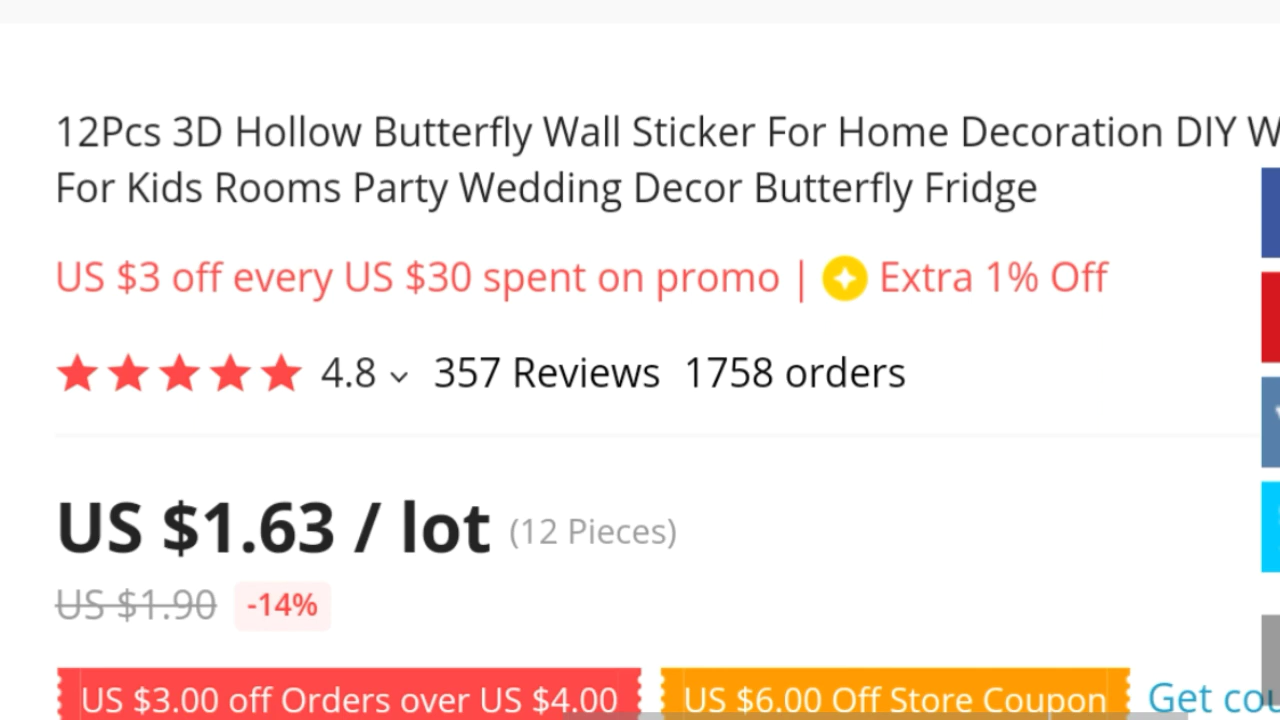 12Pcs 3D Hollow Butterfly Wall Sticker For Home Decoration DIY
For Kids Rooms Party Wedding Decor Butterfly Fridge
US $3 off every US $30 spent on promo | Extra 1% Off
4.8 357 Reviews 1758 orders
US $1.63 / lot (12 Pieces)
US $1.90 -14%
US $3.00 off Orders over US $4.00 US $6.00 Off Store Coupon Get